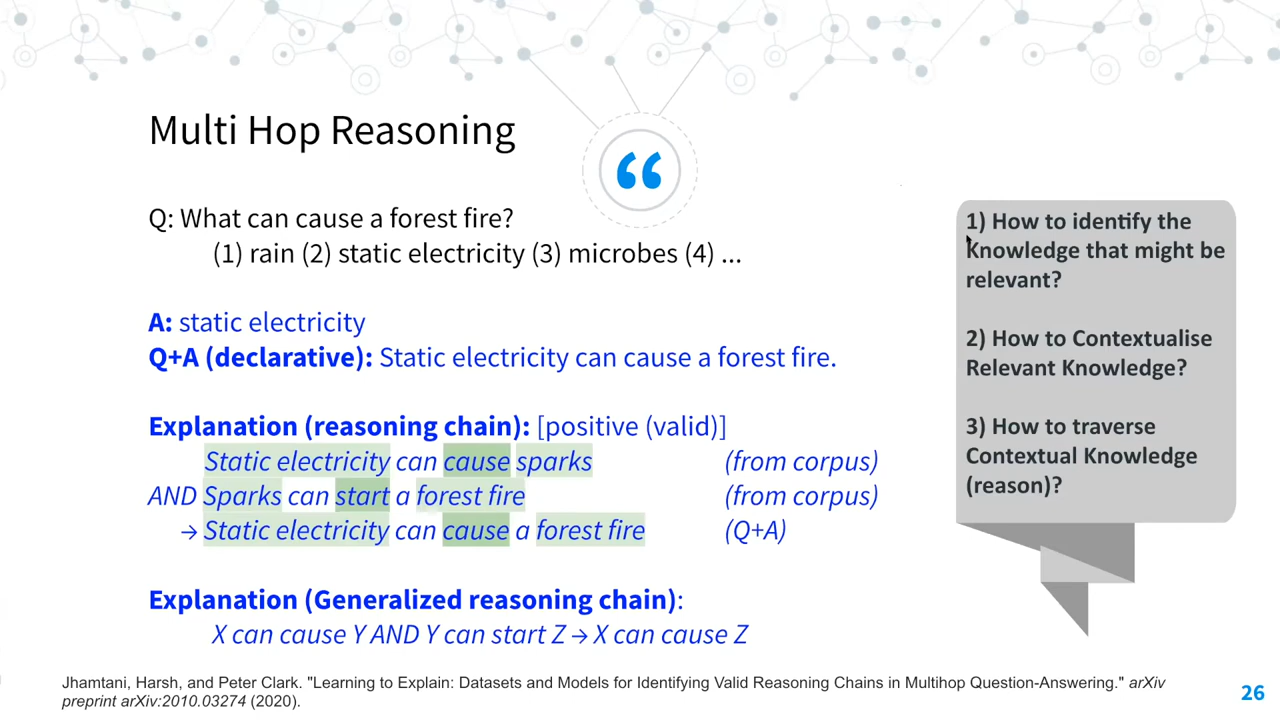 Multi Hop Reasoning
“
Q: What can cause a forest fire?
(1) rain (2) static electricity (3) microbes (4) ...
A: static electricity
Q+A (declarative): Static electricity can cause a forest fire.
Explanation (reasoning chain): [positive (valid)]
Static electricity can cause sparks (from corpus)
AND Sparks can start a forest fire (from corpus)
→ Static electricity can cause a forest fire (Q+A)
Explanation (Generalized reasoning chain):
X can cause Y AND Y can start Z → X can cause Z
1) How to identify the
Knowledge that might be
relevant?
2) How to Contextualise
Relevant Knowledge?
3) How to traverse
Contextual Knowledge
(reason)?
Jhamtani, Harsh, and Peter Clark. "Learning to Explain: Datasets and Models for Identifying Valid Reasoning Chains in Multihop Question-Answering." arXiv
preprint arXiv:2010.03274 (2020).
26